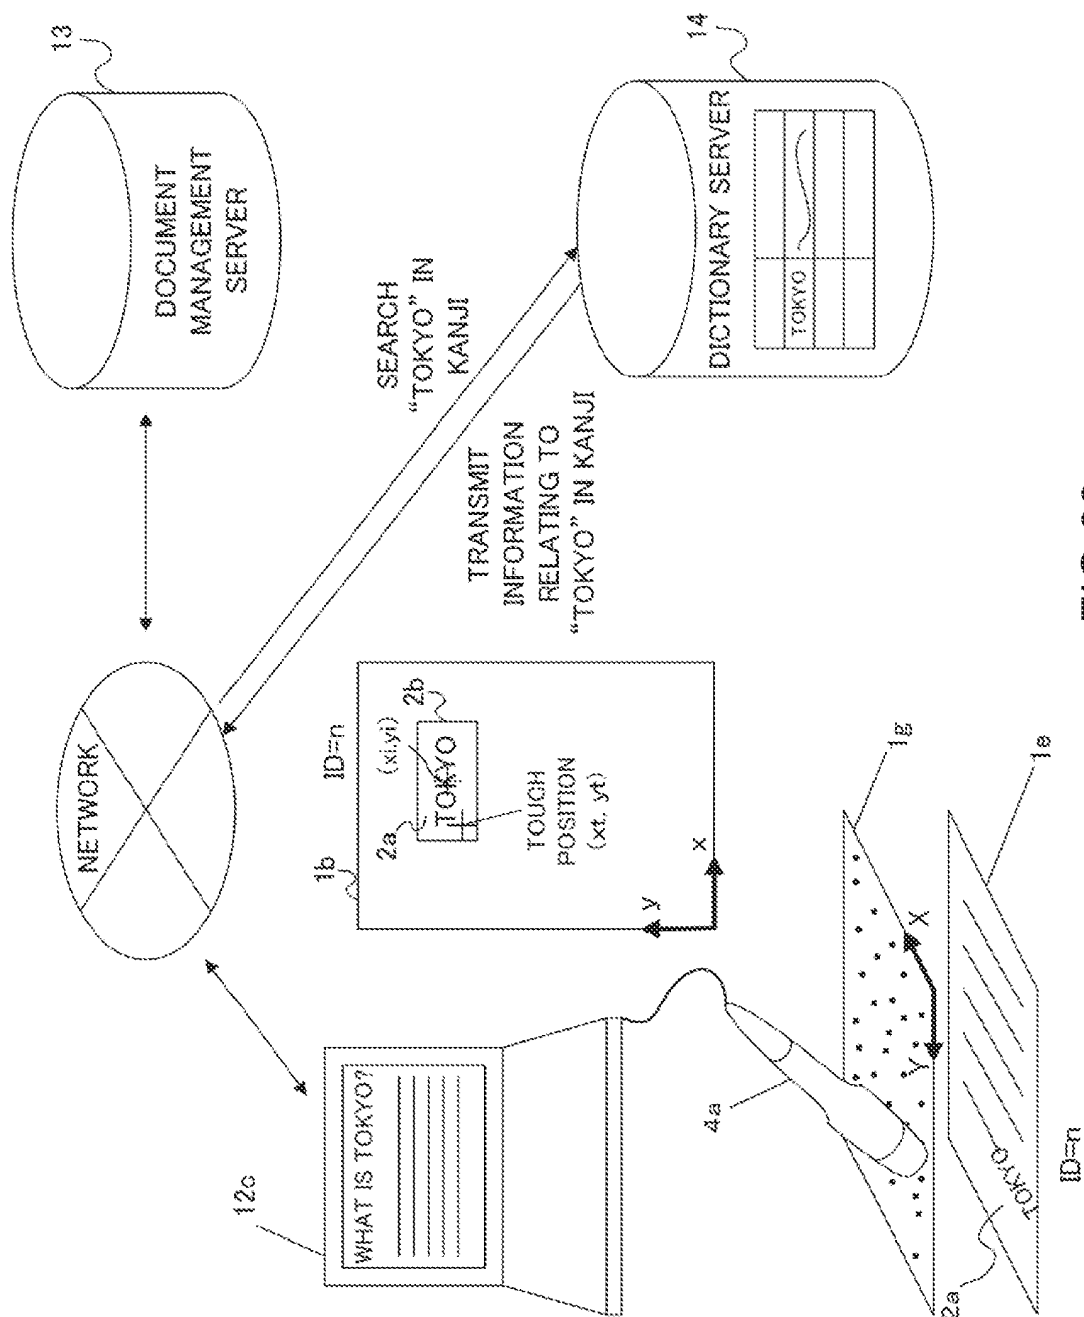 13
DOCUMENT
MANAGEMENT
SERVER
14
DICTIONARY SERVER
TOKYO
SEARCH
“TOKYO” IN
KANJI
TRANSMIT
INFORMATION
RELATING TO
“TOKYO” IN KANJI
NETWORK
ID=n
1b
2a
(xi.yi)
2b
TOKYO
TOUCH
POSITION
(xt. yt)
y
x
12c
WHAT IS TOKYO?
4a
1g
X
Y
1e
TOKYO
2a
ID=n